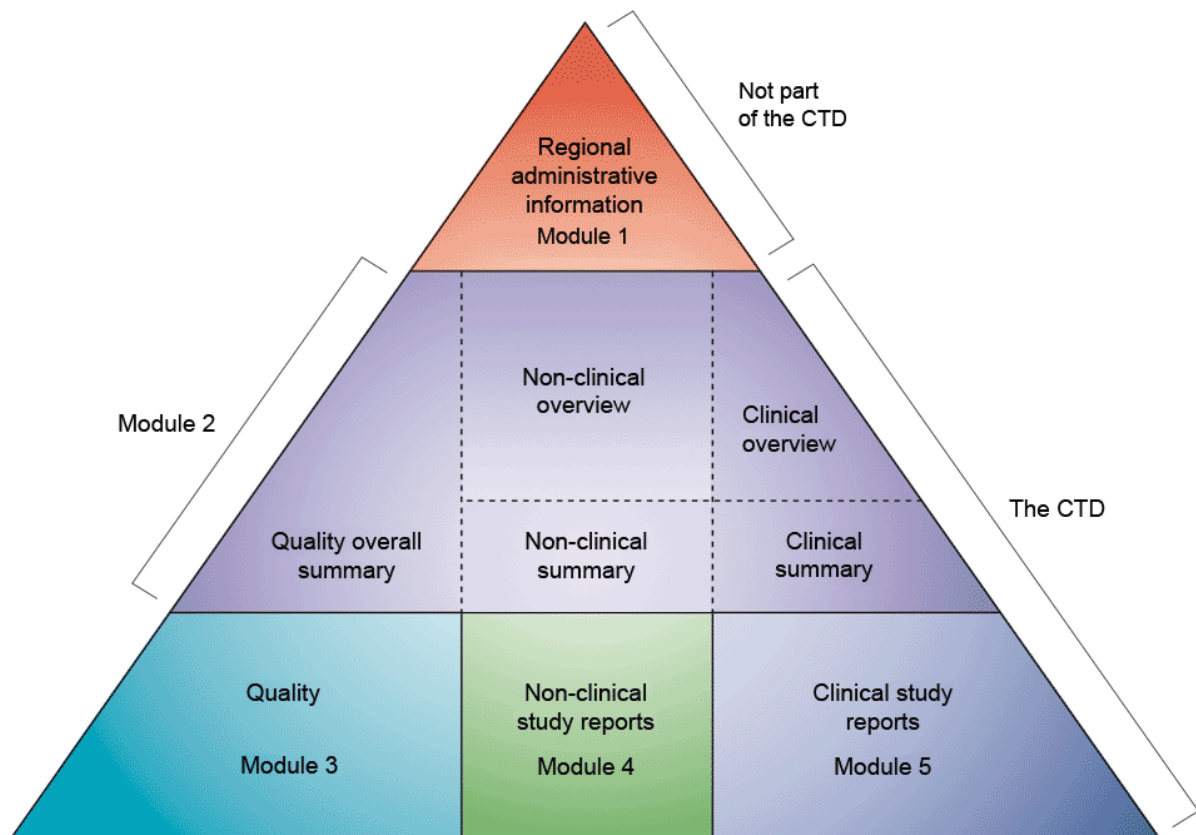 Not part
of the CTD
Regional
administrative
information
Module 1
Module 2
Non-clinical
overview
Clinical
overview
The CTD
Quality overall
summary
Non-clinical
summary
Clinical
summary
Quality
Module 3
Non-clinical
study reports
Module 4
Clinical study
reports
Module 5